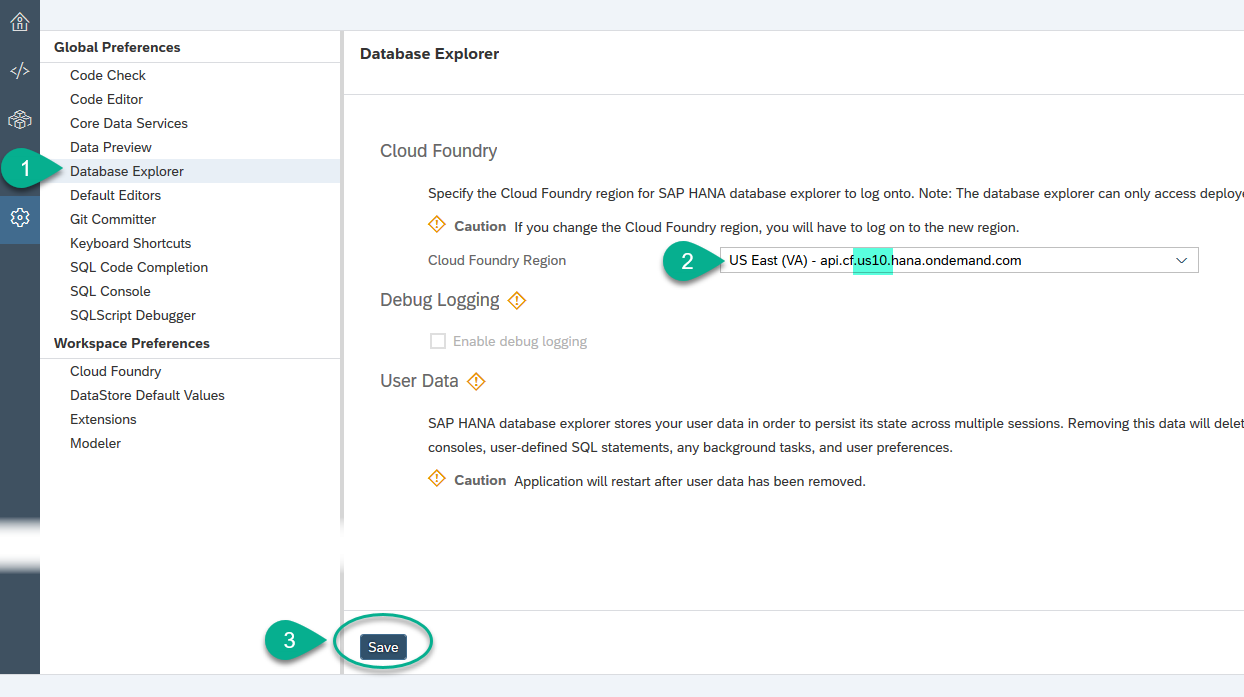 Global Preferences
Code Check
Code Editor
Core Data Services
Data Preview
1
Database Explorer
Default Editors
Git Committer
Keyboard Shortcuts
SQL Code Completion
SQL Console
SQLScript Debugger
Workspace Preferences
Cloud Foundry
DataStore Default Values
Extensions
Modeler
Database Explorer
Cloud Foundry
Specify the Cloud Foundry region for SAP HANA database explorer to log onto. Note: The database explorer can only access deploye
Caution If you change the Cloud Foundry region, you will have to log on to the new region.
Cloud Foundry Region
2
US East (VA) - api.cf.us10.hana.ondemand.com
Debug Logging
Enable debug logging
User Data
SAP HANA database explorer stores your user data in order to persist its state across multiple sessions. Removing this data will delet
consoles, user-defined SQL statements, any background tasks, and user preferences.
Caution Application will restart after user data has been removed.
3
Save